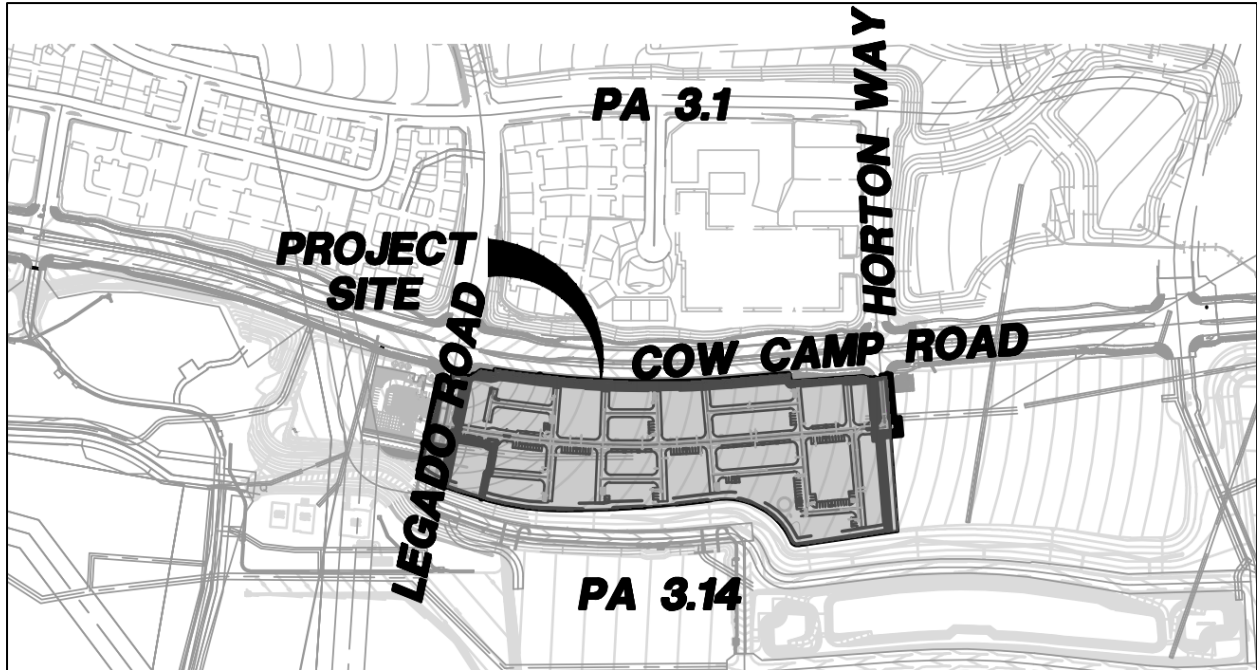 PA 3.1
HORTON WAY
PROJECT
SITE
LEGADO ROAD
COW CAMP ROAD
PA 3.14